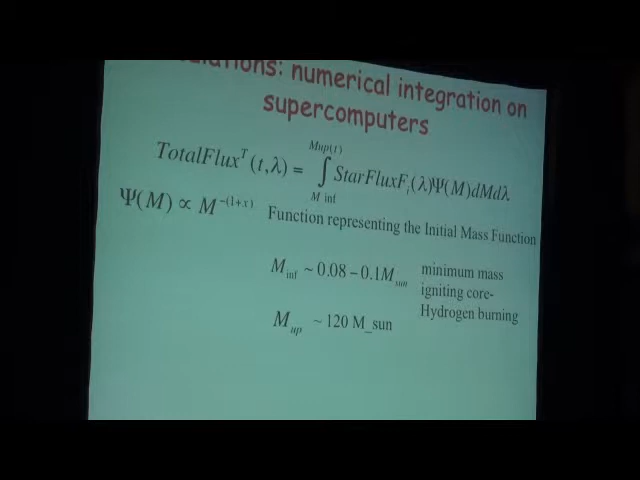 numerical integration on
supercomputers
TotalFlux^T(t,λ) = ∫_{M inf}^{Mup(t)} StarFluxF_i(λ)Ψ(M)dMdλ
Ψ(M) ∝ M^{-(1+x)} Function representing the Initial Mass Function
M_inf ~ 0.08 – 0.1M_sun minimum mass
igniting core-
Hydrogen burning
M_up ~ 120 M_sun